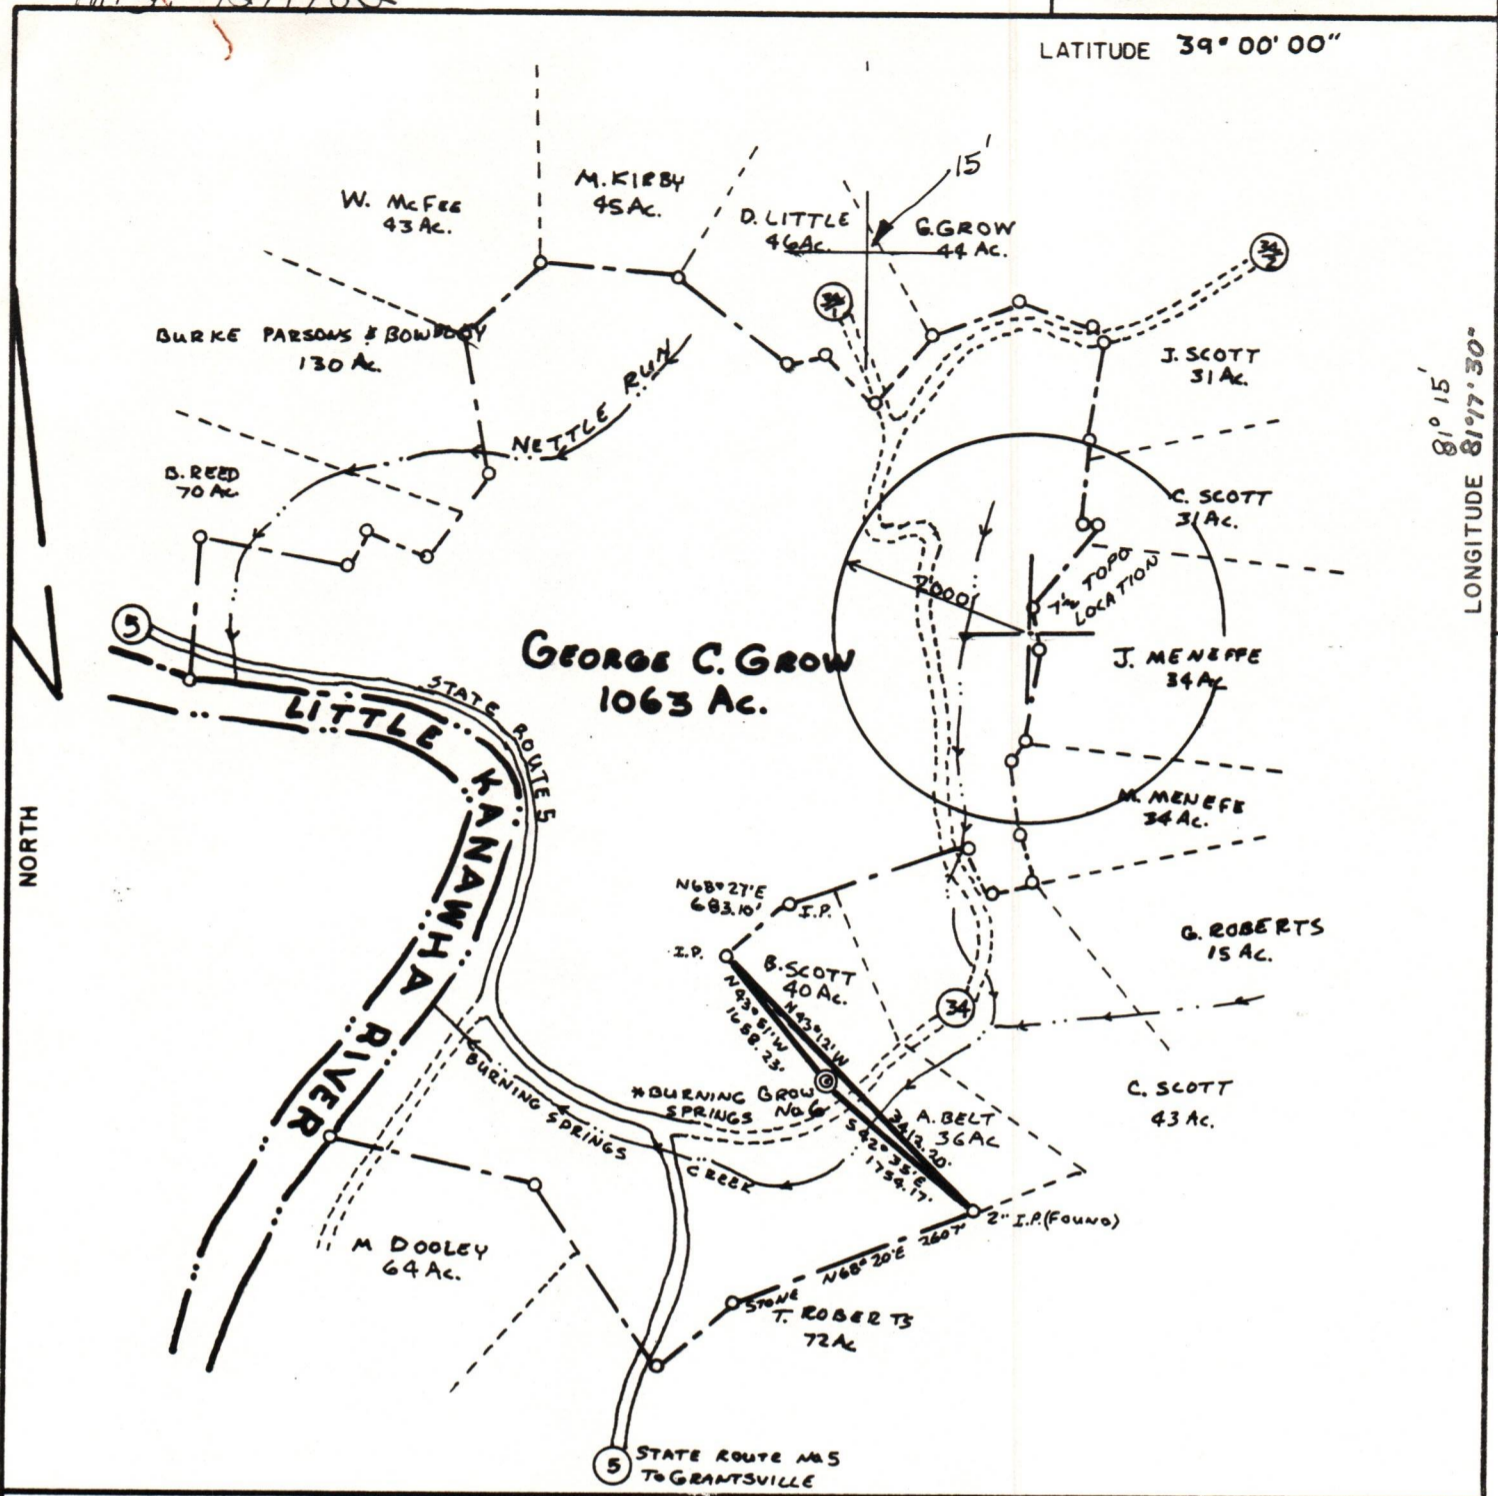 LATITUDE 39° 00' 00"
15'
M. KIRBY
45 Ac.
W. McFEE
43 Ac.
D. LITTLE
46 Ac.
G. GROW
44 Ac.
34/2
34/1
BURKE PARSONS & BOWLBY
130 Ac.
NETTLE RUN
J. SCOTT
31 Ac.
81° 15'
LONGITUDE 81°17'30"
B. REED
70 Ac.
C. SCOTT
31 Ac.
2000'
TOPO
LOCATION
5
GEORGE C. GROW
1063 Ac.
J. MENEFFE
34 Ac.
STATE ROUTE 5
LITTLE KANAWHA RIVER
NORTH
M. MENEFE
34 Ac.
N68°27'E
683.10'
I.P.
I.P.
G. ROBERTS
15 Ac.
B. SCOTT
40 Ac.
N43°51'W
1658.23'
N43°12'W
3412.20'
34
BURNING SPRINGS CREEK
*BURNING GROW
SPRINGS No 6
A. BELT
36 Ac
S42°35'E
1754.17'
C. SCOTT
43 Ac.
2" I.P. (FOUND)
N68°20'E 2607'
M DOOLEY
64 Ac.
STONE
T. ROBERTS
72 Ac
5
STATE ROUTE No 5
TO GRANTSVILLE